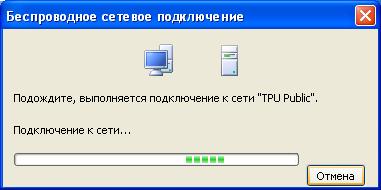 Беспроводное сетевое подключение
Подождите, выполняется подключение к сети "TPU Public".
Подключение к сети...
Отмена